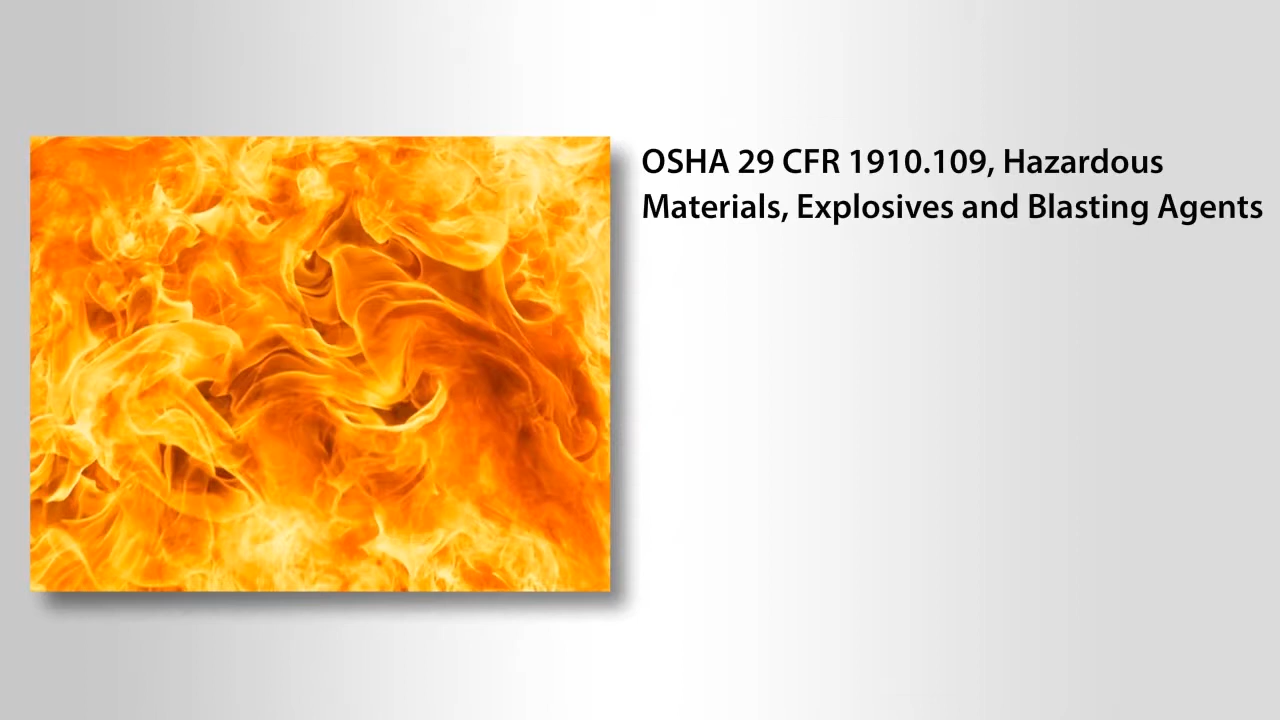 OSHA 29 CFR 1910.109, Hazardous
Materials, Explosives and Blasting Agents